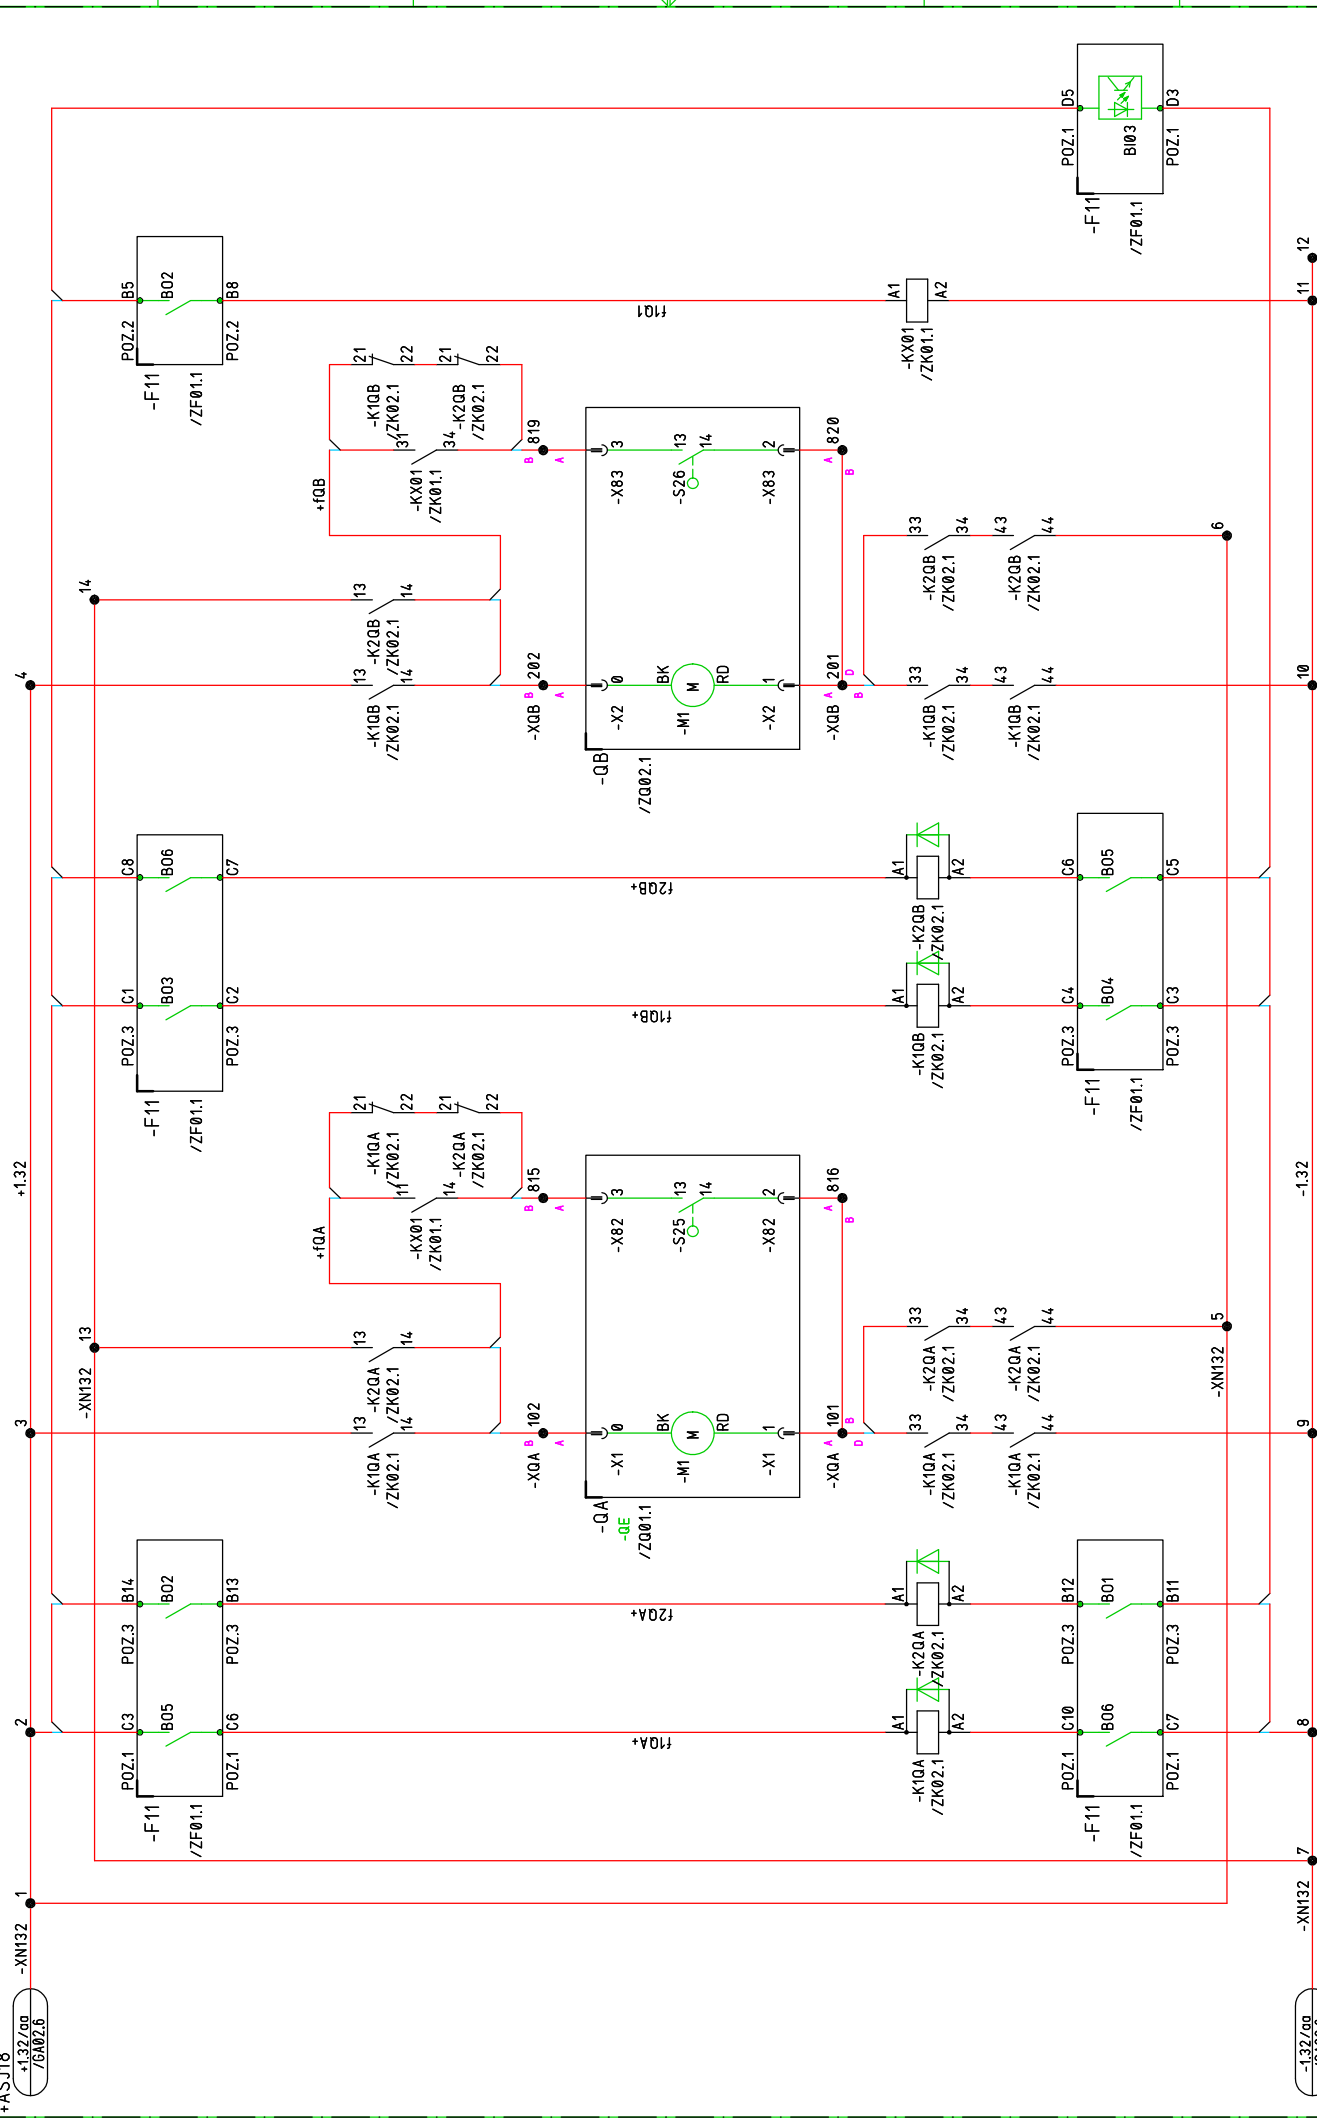 +ASJ18
+1.32/aa
/GA02.6
-XN132
1
2
3
+1.32
4
-XN132
13
14
POZ.1
C3
BO5
POZ.1
C6
POZ.3
B14
BO2
POZ.3
B13
-F11
/ZF01.1
POZ.3
C1
BO3
POZ.3
C2
C8
BO6
C7
-F11
/ZF01.1
POZ.2
B5
BO2
POZ.2
B8
-F11
/ZF01.1
+fQA
+fQB
-K1QA
/ZK02.1
13
14
-K2QA
/ZK02.1
13
14
-KX01
/ZK01.1
11
14
-K1QA
/ZK02.1
21
22
-K2QA
/ZK02.1
21
22
-K1QB
/ZK02.1
13
14
-K2QB
/ZK02.1
13
14
-KX01
/ZK01.1
31
34
-K1QB
/ZK02.1
21
22
-K2QB
/ZK02.1
21
22
-XQA
B
102
A
B
815
A
-XQB
B
202
A
B
819
A
-QA
-QE
/ZQ01.1
-X1
0
BK
-M1
M
RD
-X1
1
-X82
3
-S25
13
14
-X82
2
-QB
/ZQ02.1
-X2
0
BK
-M1
M
RD
-X2
1
-X83
3
-S26
13
14
-X83
2
f1QA+
f2QA+
f1QB+
f2QB+
f1Q1
-XQA
A
101
D
B
A
816
B
-XQB
A
201
D
B
A
820
B
-K1QA
/ZK02.1
A1
A2
-K2QA
/ZK02.1
A1
A2
-K1QA
/ZK02.1
33
34
-K1QA
/ZK02.1
43
44
-K2QA
/ZK02.1
33
34
-K2QA
/ZK02.1
43
44
-K1QB
/ZK02.1
A1
A2
-K2QB
/ZK02.1
A1
A2
-K1QB
/ZK02.1
33
34
-K1QB
/ZK02.1
43
44
-K2QB
/ZK02.1
33
34
-K2QB
/ZK02.1
43
44
-KX01
/ZK01.1
A1
A2
-F11
/ZF01.1
POZ.1
C10
BO6
POZ.1
C7
POZ.3
B12
BO1
POZ.3
B11
-F11
/ZF01.1
POZ.3
C4
BO4
POZ.3
C3
C6
BO5
C5
-F11
/ZF01.1
POZ.1
D5
BI03
POZ.1
D3
-XN132
5
6
-1.32/aa
-XN132
7
8
9
-1.32
10
11
12